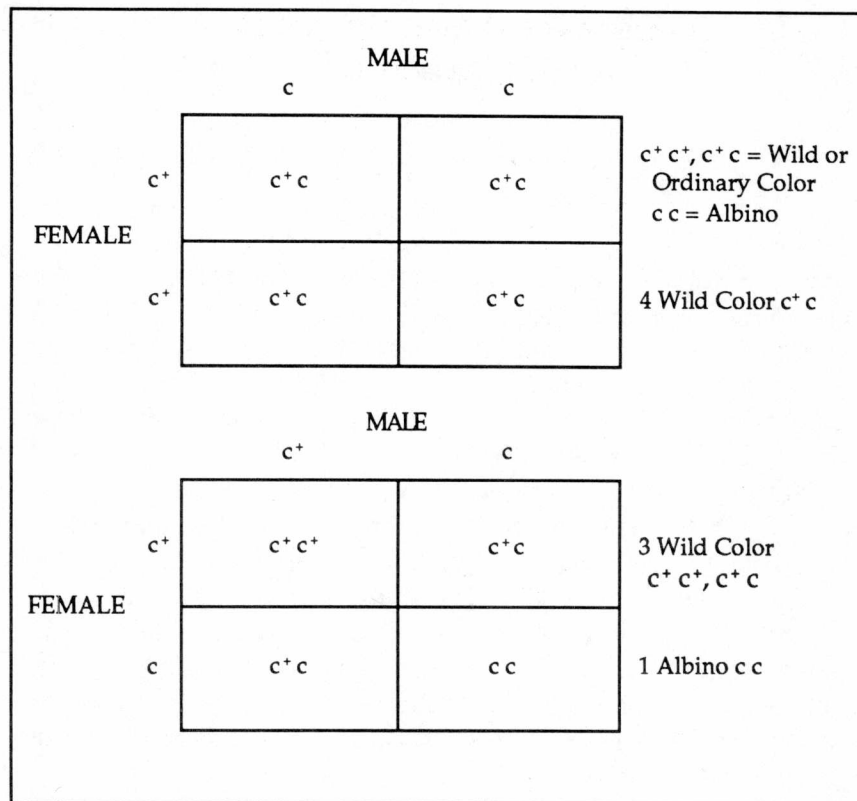 MALE
c c
c⁺ c⁺ c c⁺ c c⁺ c⁺, c⁺ c = Wild or
Ordinary Color
c c = Albino
FEMALE
c⁺ c⁺ c c⁺ c 4 Wild Color c⁺ c
MALE
c⁺ c
c⁺ c⁺ c⁺ c⁺ c 3 Wild Color
c⁺ c⁺, c⁺ c
FEMALE
c c⁺ c c c 1 Albino c c